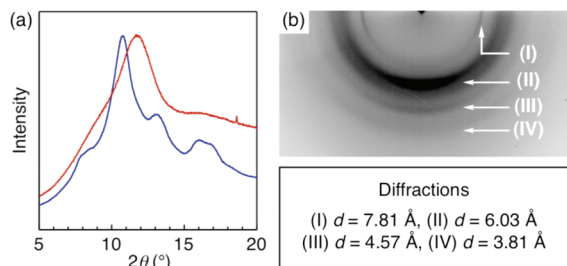 (a)
Intensity
5 10 15 20
2θ (°)
(b)
(I)
(II)
(III)
(IV)
Diffractions
(I) d = 7.81 Å, (II) d = 6.03 Å
(III) d = 4.57 Å, (IV) d = 3.81 Å